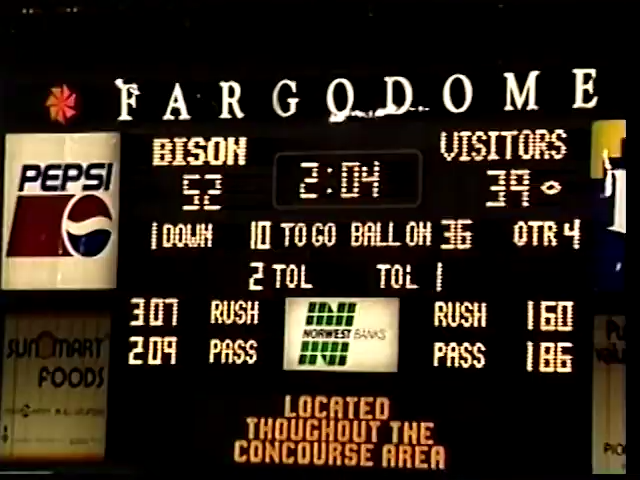 FARGODOME
PEPSI
BISON 2:04 VISITORS
52 39
1 DOWN 10 TO GO BALL ON 36 QTR 4
2 TOL TOL 1
307 RUSH RUSH 160
209 PASS PASS 186
NORWEST BANKS
SUNMART
FOODS
LOCATED
THOUGHOUT THE
CONCOURSE AREA